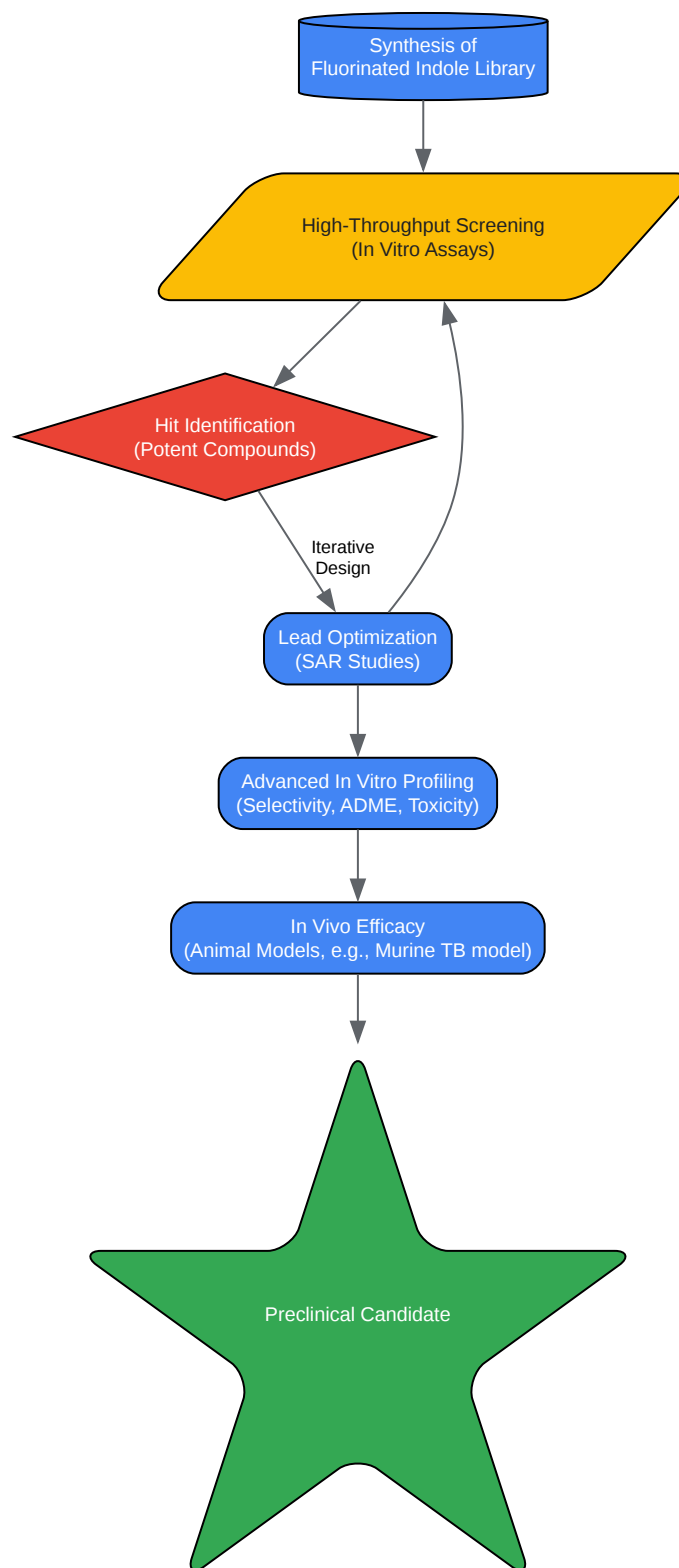 Synthesis of
Fluorinated Indole Library
High-Throughput Screening
(In Vitro Assays)
Hit Identification
(Potent Compounds)
Iterative
Design
Lead Optimization
(SAR Studies)
Advanced In Vitro Profiling
(Selectivity, ADME, Toxicity)
In Vivo Efficacy
(Animal Models, e.g., Murine TB model)
Preclinical Candidate